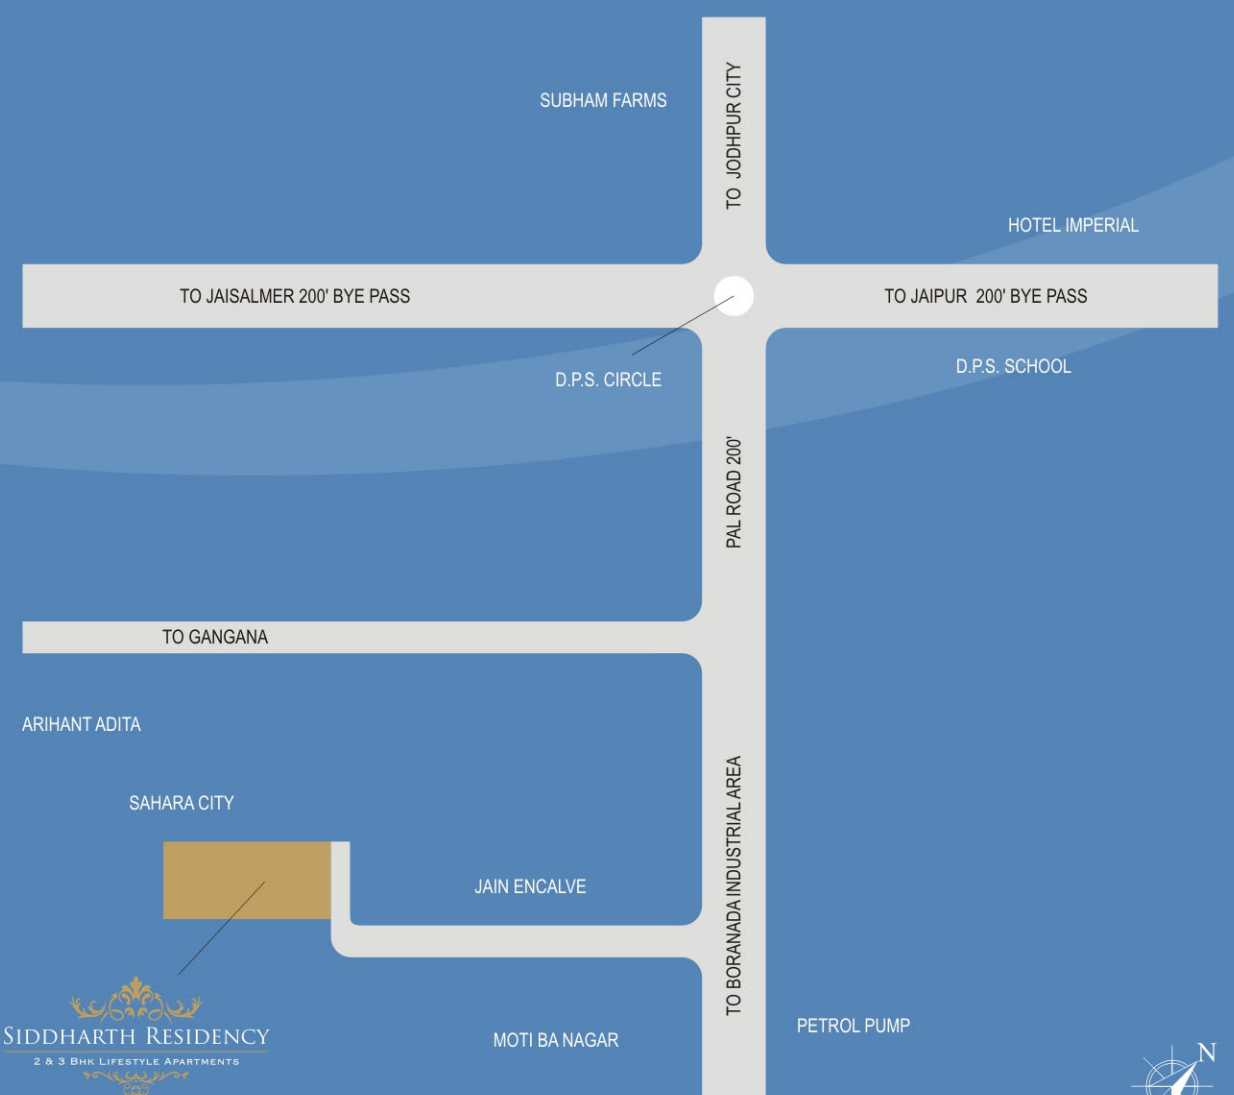 SUBHAM FARMS
TO JODHPUR CITY
HOTEL IMPERIAL
TO JAISALMER 200' BYE PASS
TO JAIPUR 200' BYE PASS
D.P.S. CIRCLE
D.P.S. SCHOOL
PAL ROAD 200'
TO GANGANA
ARIHANT ADITA
SAHARA CITY
JAIN ENCALVE
TO BORANADA INDUSTRIAL AREA
SIDDHARTH RESIDENCY
2 & 3 BHK LIFESTYLE APARTMENTS
MOTI BA NAGAR
PETROL PUMP
N